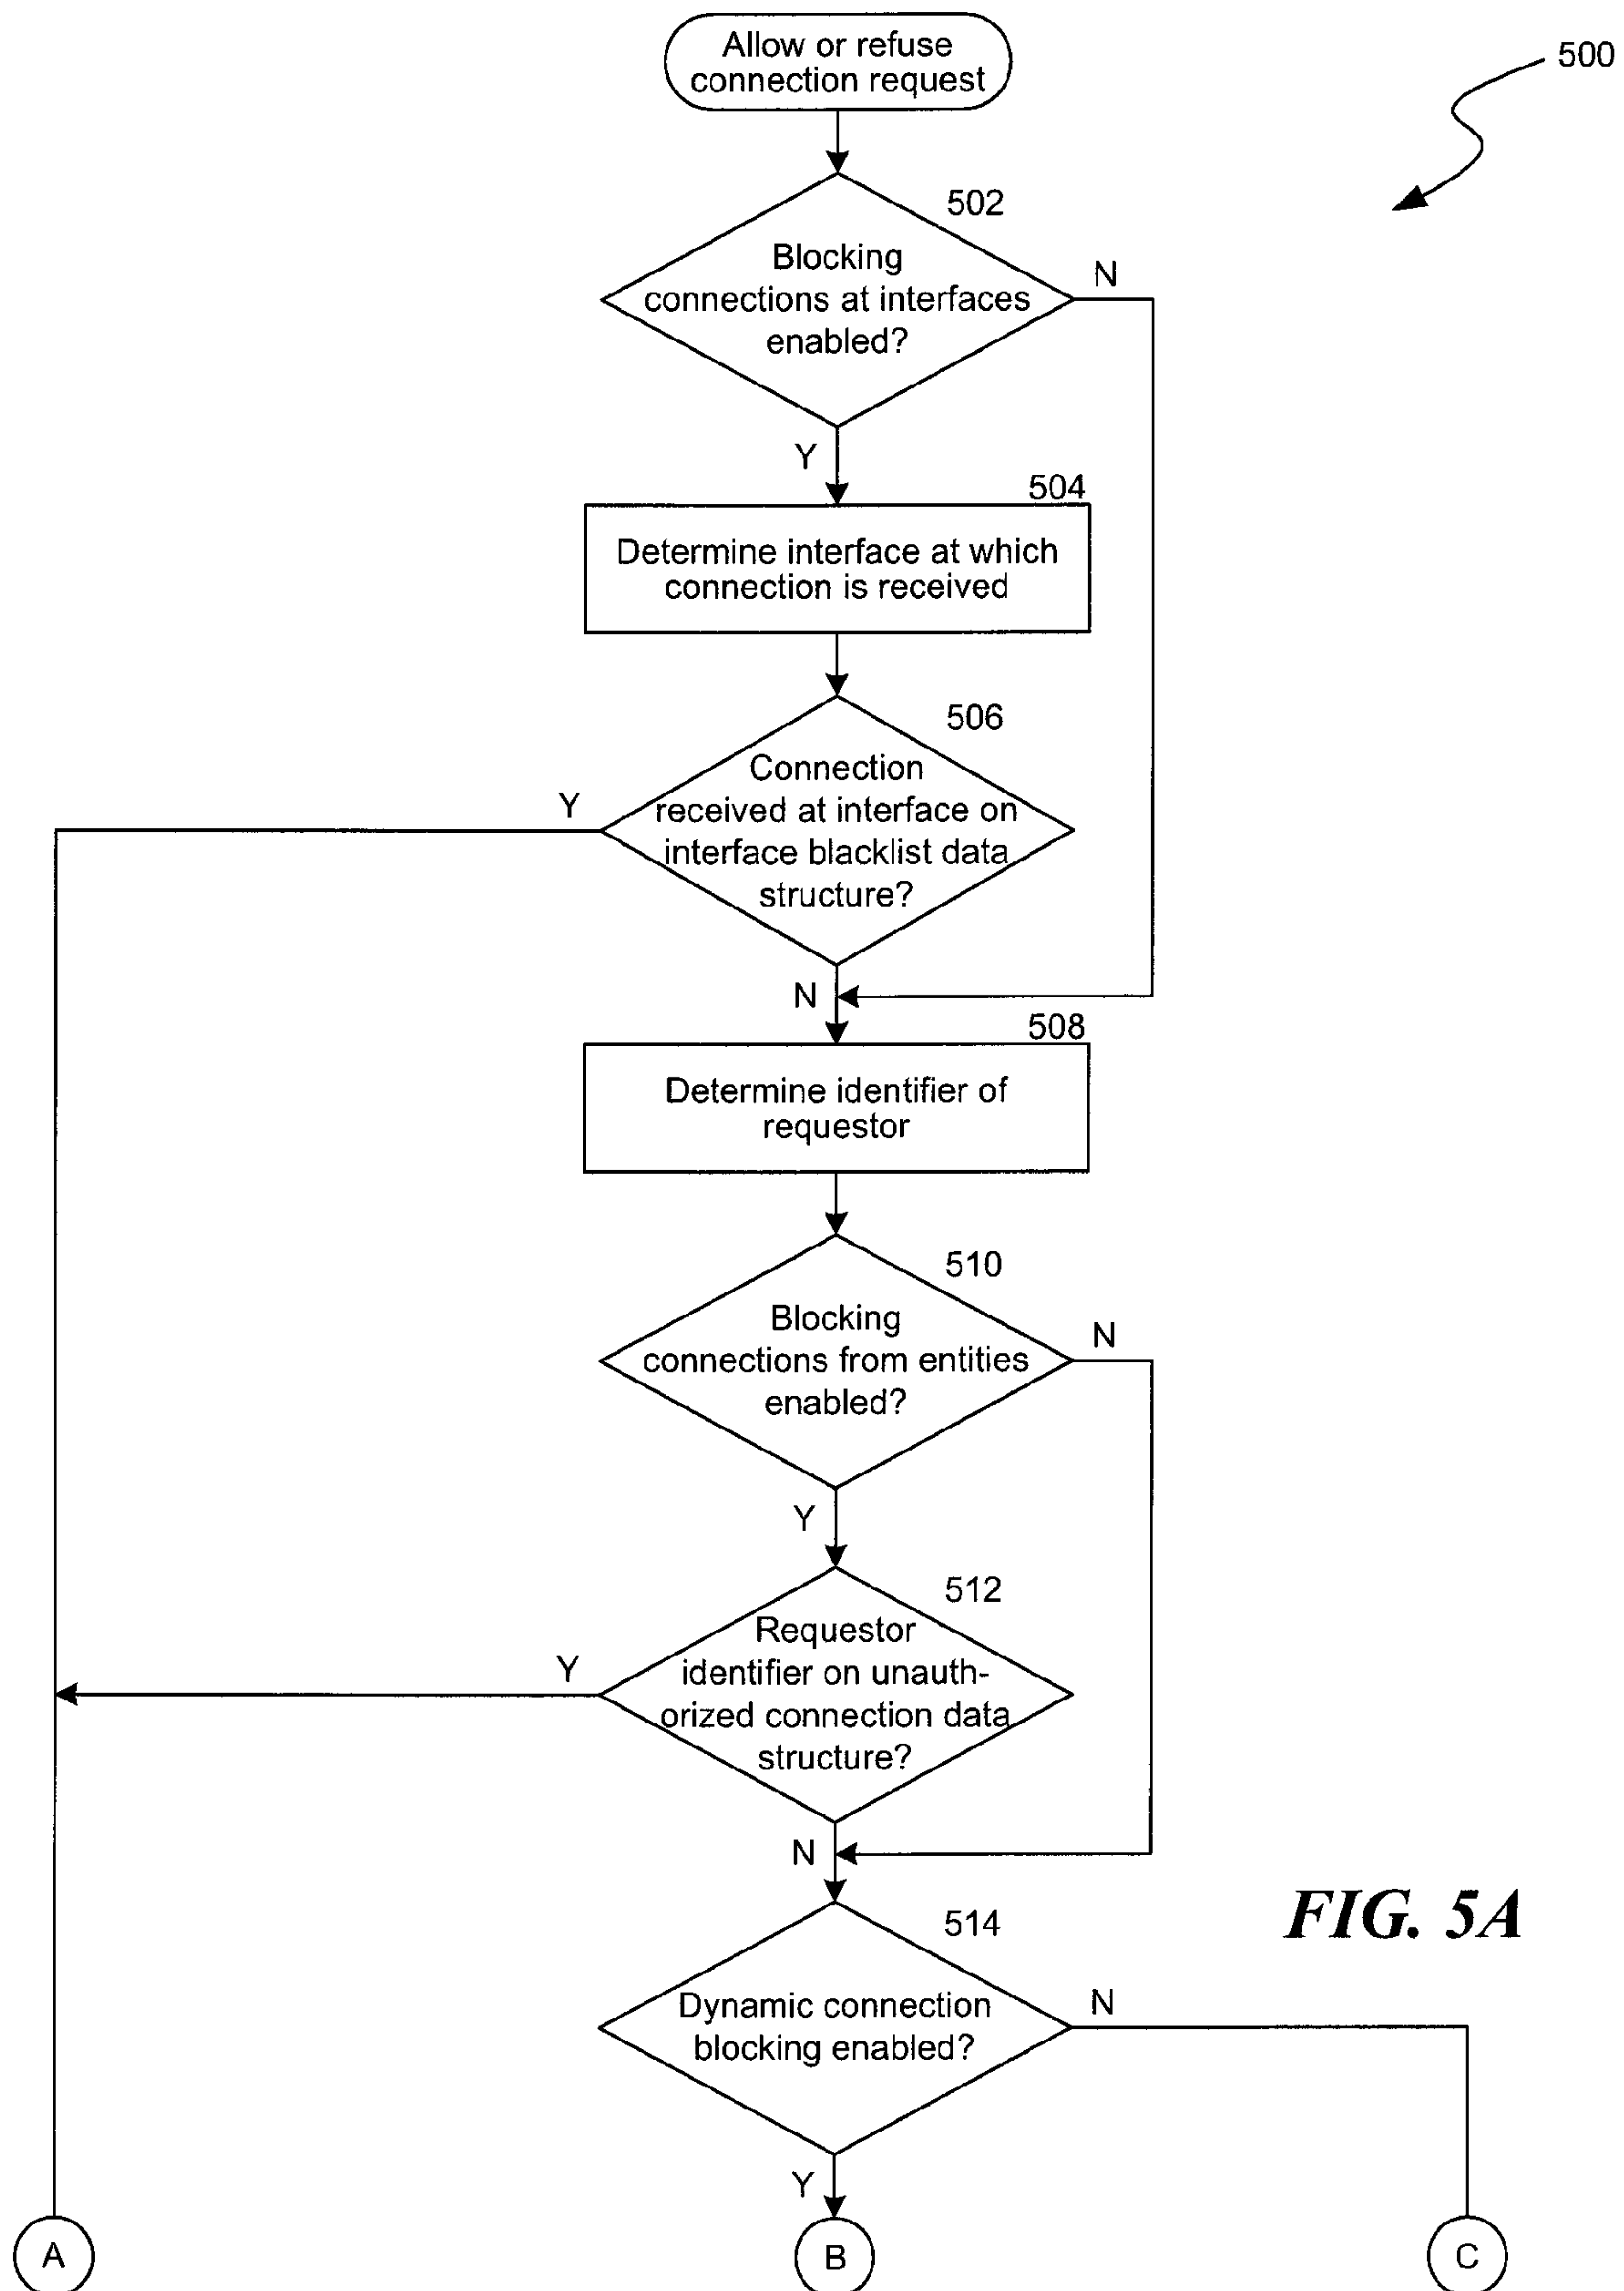 Allow or refuse
connection request
500
502
Blocking
connections at interfaces
enabled?
N
Y
504
Determine interface at which
connection is received
506
Connection
received at interface on
interface blacklist data
structure?
Y
N
508
Determine identifier of
requestor
510
Blocking
connections from entities
enabled?
N
Y
512
Requestor
identifier on unauth-
orized connection data
structure?
Y
N
514
Dynamic connection
blocking enabled?
N
Y
FIG. 5A
A
B
C